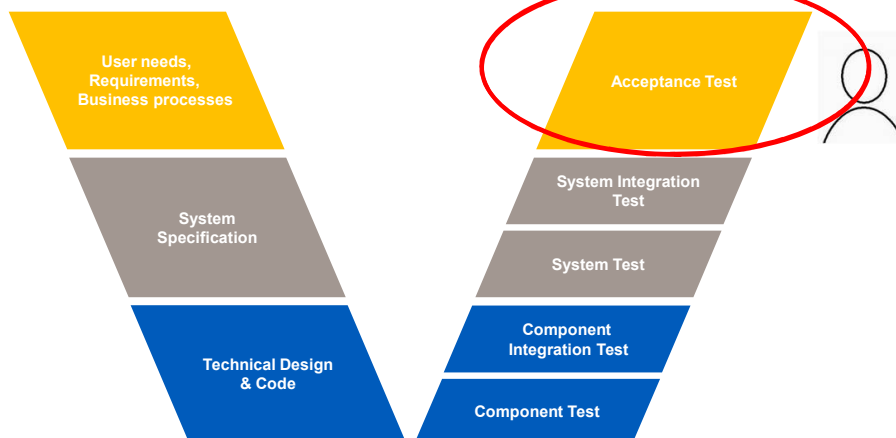 User needs,
Requirements,
Business processes
System
Specification
Technical Design
& Code
Acceptance Test
System Integration
Test
System Test
Component
Integration Test
Component Test